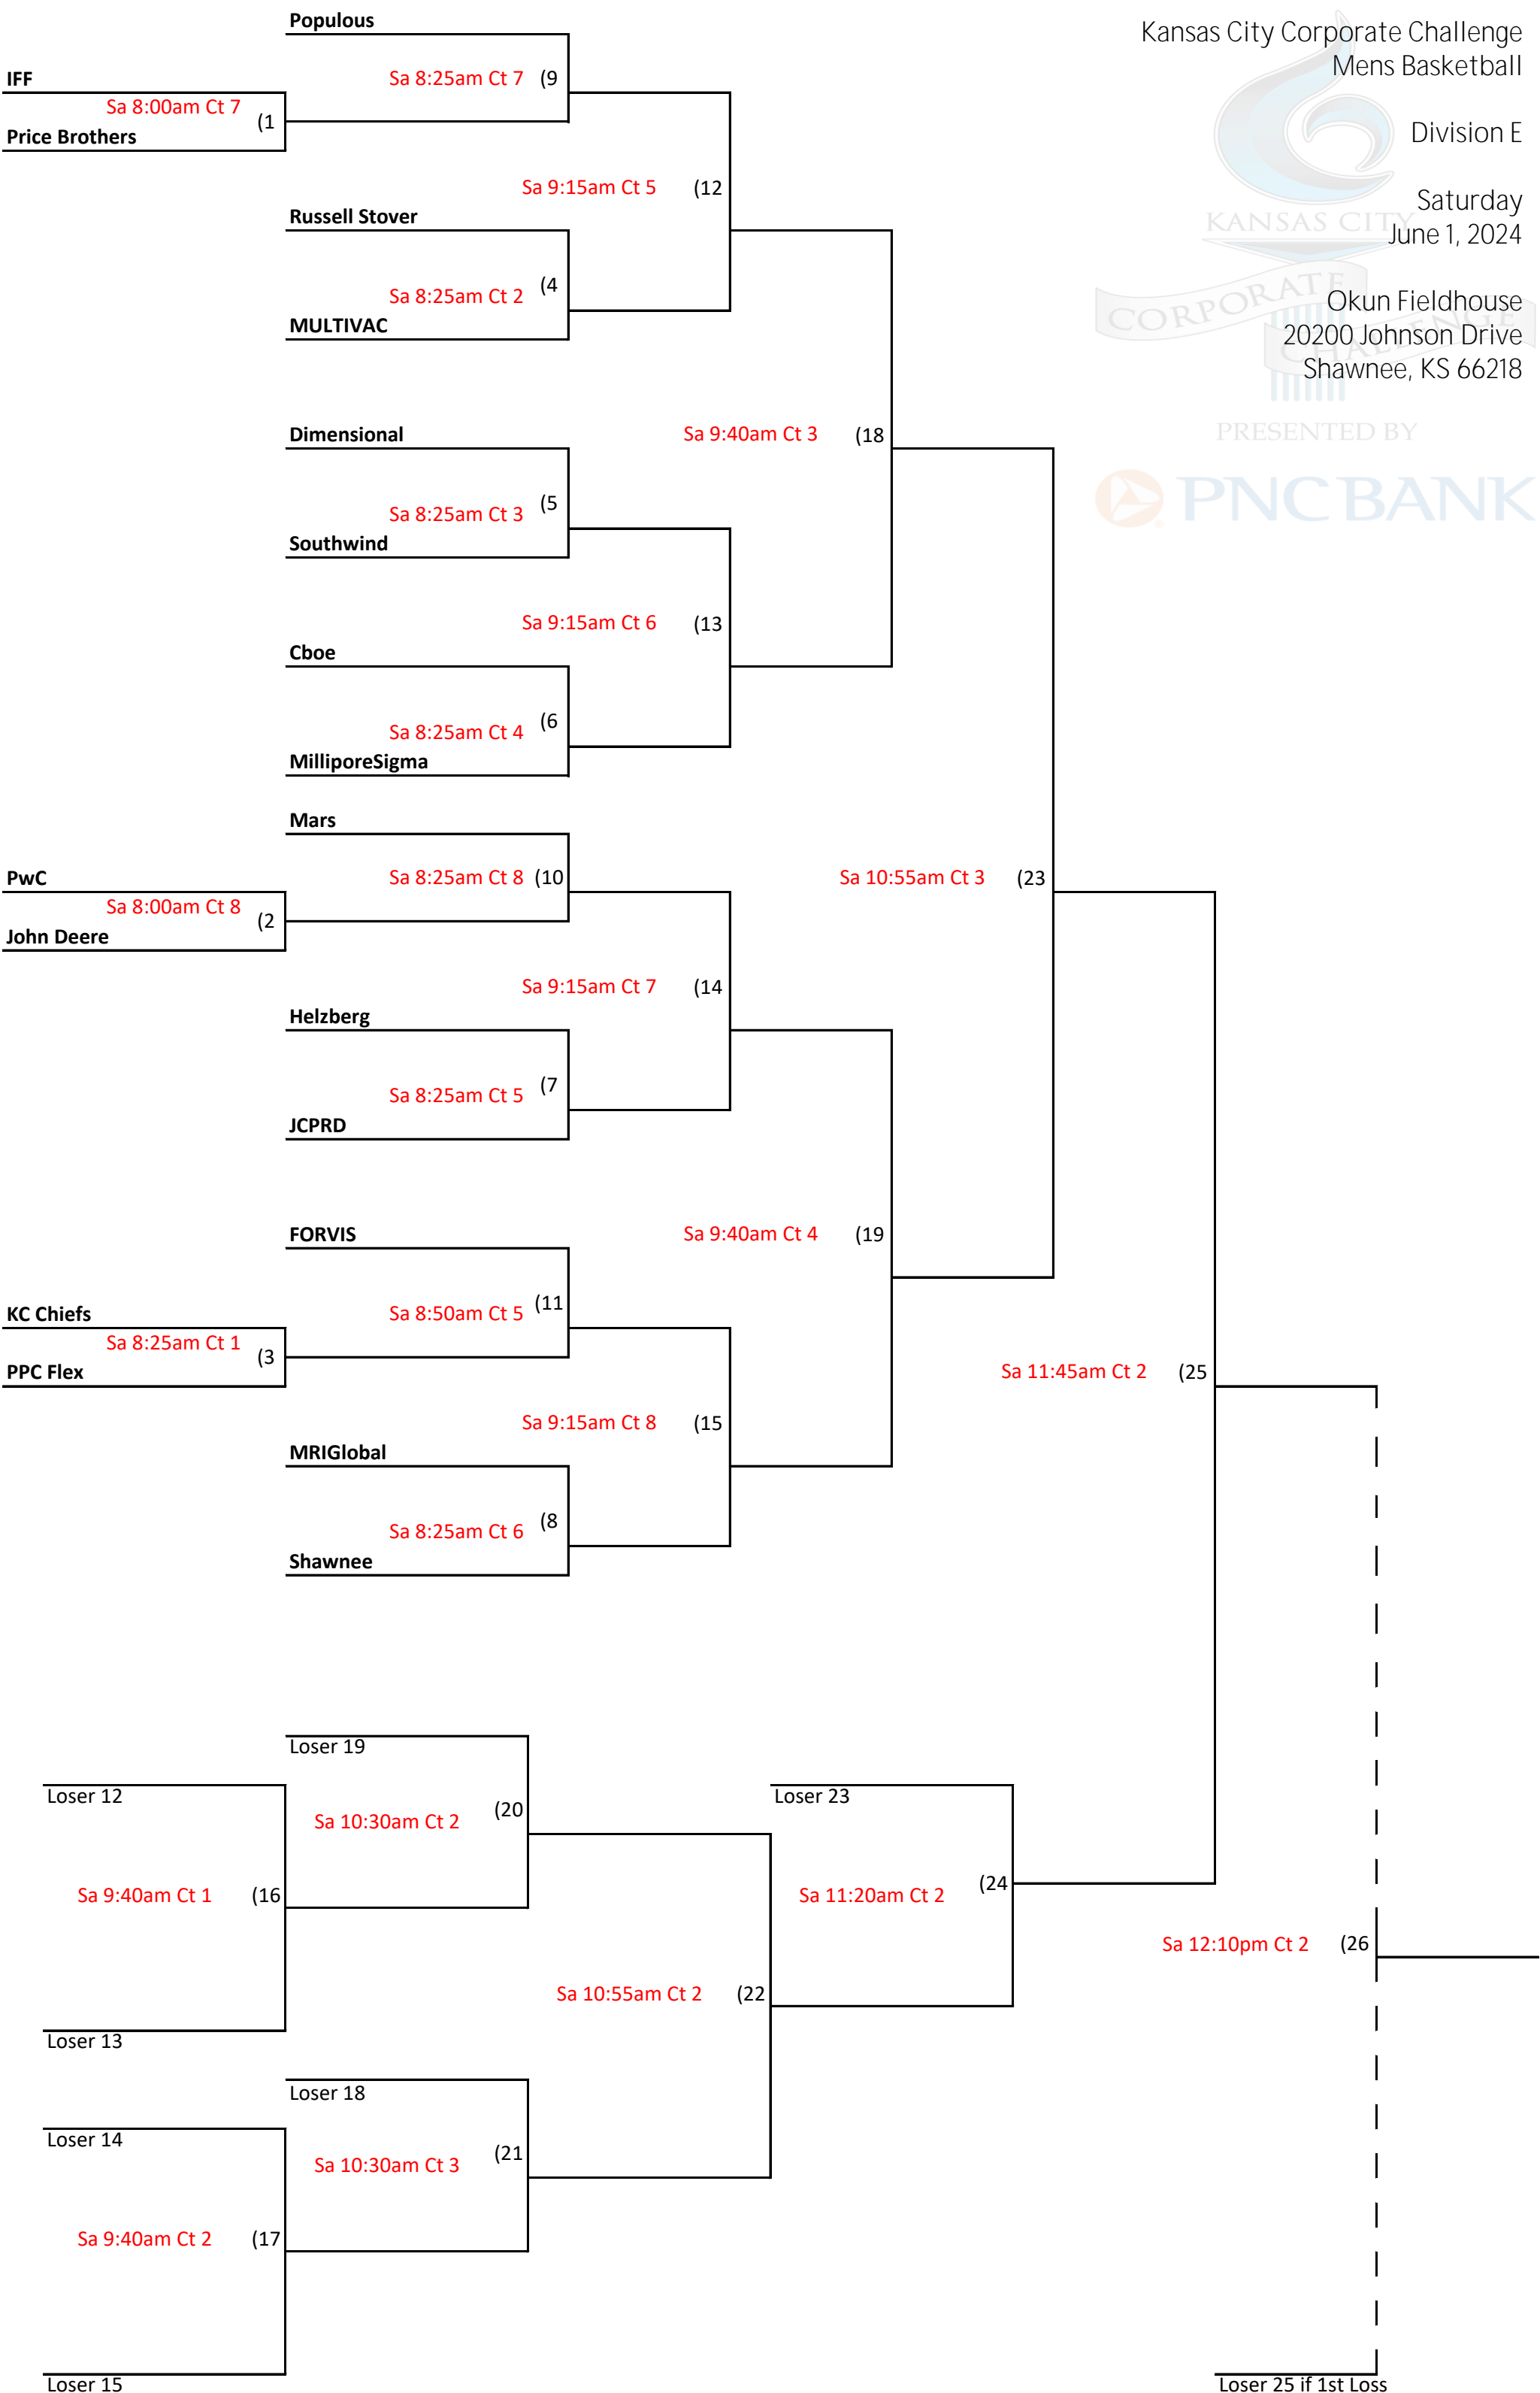 Populous
Kansas City Corporate Challenge
Mens Basketball
Division E
Saturday
June 1, 2024
Okun Fieldhouse
20200 Johnson Drive
Shawnee, KS 66218
KANSAS CITY
CORPORATE
CHALLENGE
PRESENTED BY
PNC BANK
IFF
Sa 8:25am Ct 7 (9
Sa 8:00am Ct 7 (1
Price Brothers
Sa 9:15am Ct 5 (12
Russell Stover
Sa 8:25am Ct 2 (4
MULTIVAC
Dimensional
Sa 9:40am Ct 3 (18
Sa 8:25am Ct 3 (5
Southwind
Sa 9:15am Ct 6 (13
Cboe
Sa 8:25am Ct 4 (6
MilliporeSigma
Mars
PwC
Sa 8:25am Ct 8 (10
Sa 10:55am Ct 3 (23
Sa 8:00am Ct 8 (2
John Deere
Sa 9:15am Ct 7 (14
Helzberg
Sa 8:25am Ct 5 (7
JCPRD
FORVIS
Sa 9:40am Ct 4 (19
KC Chiefs
Sa 8:50am Ct 5 (11
Sa 8:25am Ct 1 (3
PPC Flex
Sa 11:45am Ct 2 (25
Sa 9:15am Ct 8 (15
MRIGlobal
Sa 8:25am Ct 6 (8
Shawnee
Loser 19
Loser 12
Loser 23
Sa 10:30am Ct 2 (20
Sa 9:40am Ct 1 (16
Sa 11:20am Ct 2 (24
Sa 12:10pm Ct 2 (26
Sa 10:55am Ct 2 (22
Loser 13
Loser 18
Loser 14
Sa 10:30am Ct 3 (21
Sa 9:40am Ct 2 (17
Loser 15
Loser 25 if 1st Loss